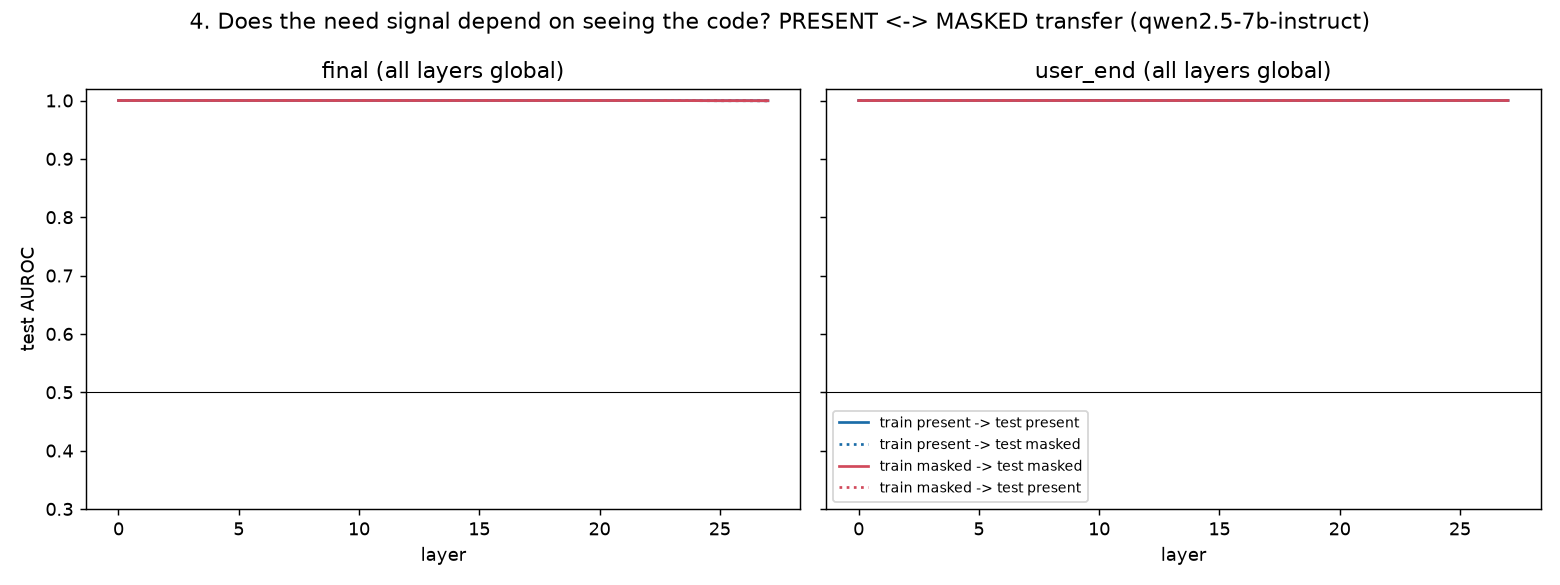 4. Does the need signal depend on seeing the code? PRESENT <-> MASKED transfer (qwen2.5-7b-instruct)
final (all layers global)
user_end (all layers global)
test AUROC
1.0
0.9
0.8
0.7
0.6
0.5
0.4
0.3
train present -> test present
train present -> test masked
train masked -> test masked
train masked -> test present
0 5 10 15 20 25
0 5 10 15 20 25
layer
layer